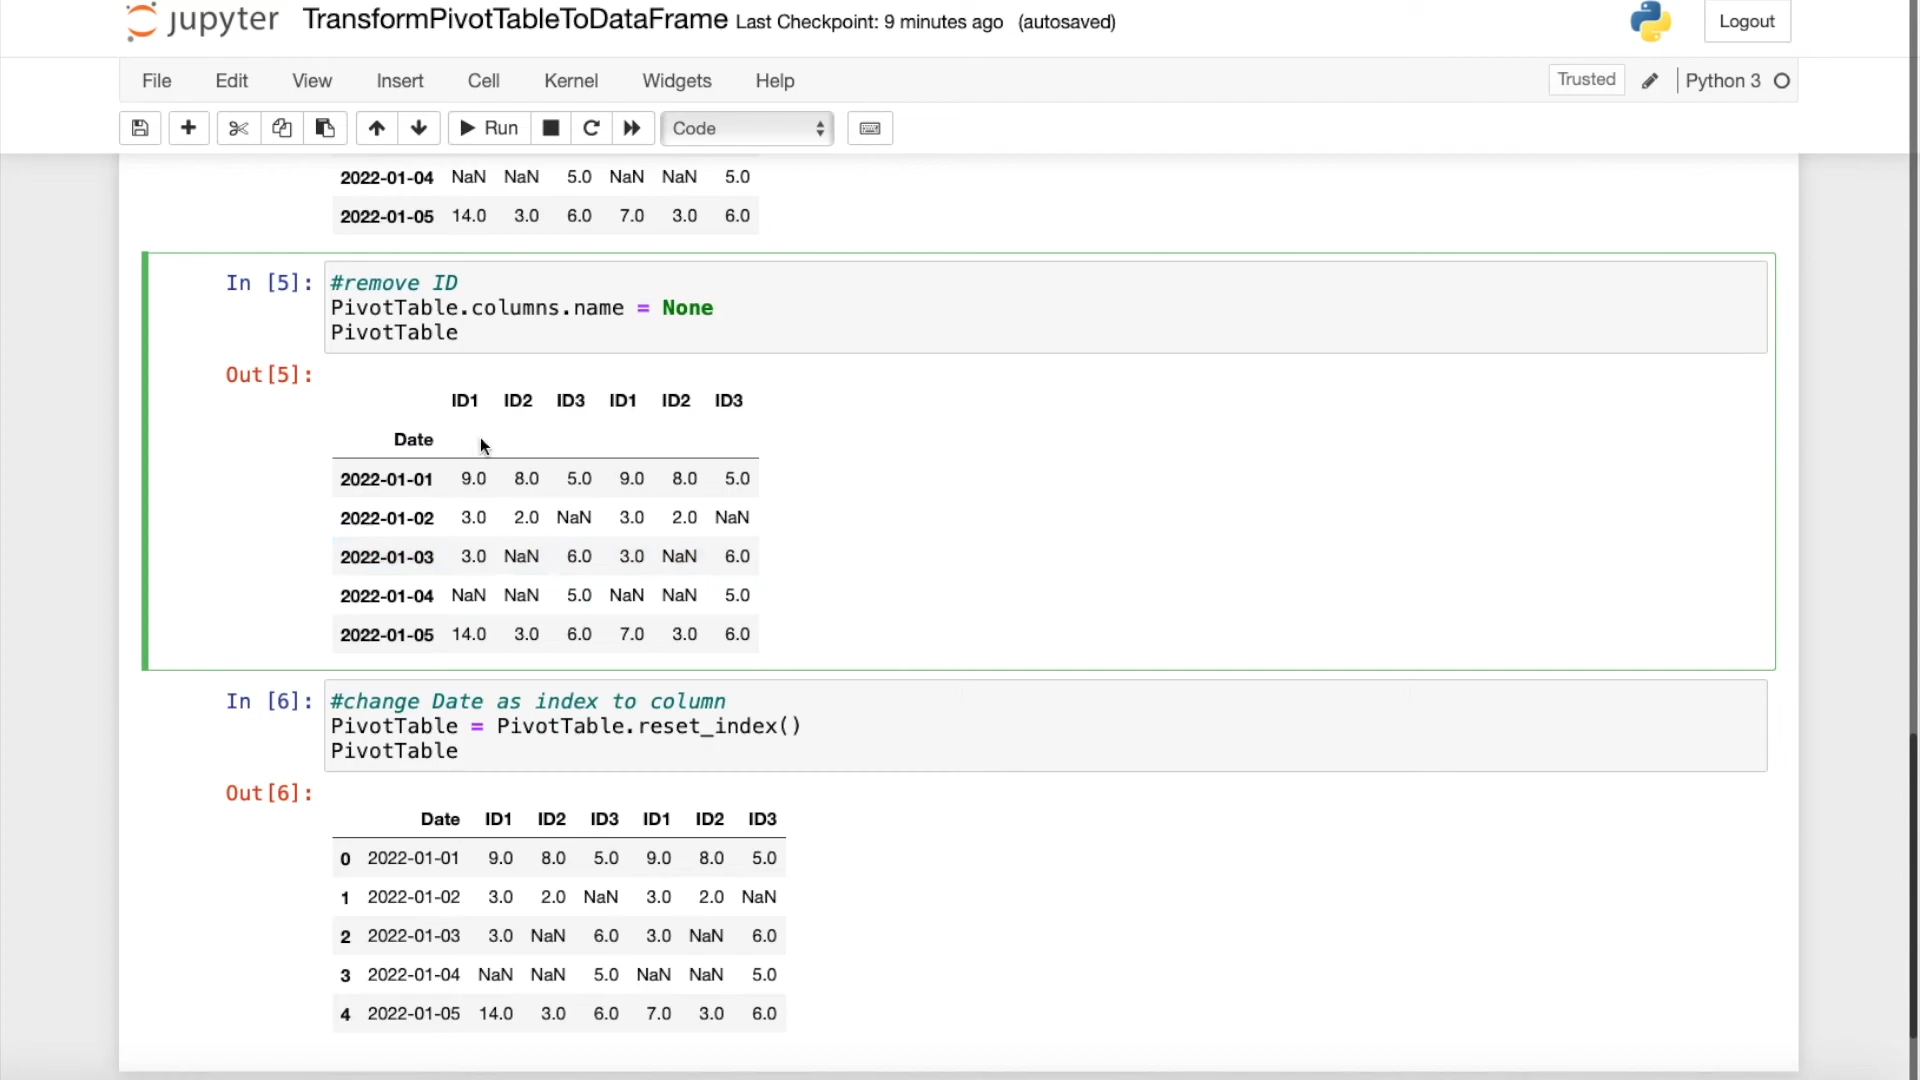 jupyter TransformPivotTableToDataFrame Last Checkpoint: 9 minutes ago (autosaved) Logout
File Edit View Insert Cell Kernel Widgets Help Trusted Python 3
Run Code
2022-01-04 NaN NaN 5.0 NaN NaN 5.0
2022-01-05 14.0 3.0 6.0 7.0 3.0 6.0
In [5]: #remove ID
PivotTable.columns.name = None
PivotTable
Out[5]:
ID1 ID2 ID3 ID1 ID2 ID3
Date
2022-01-01 9.0 8.0 5.0 9.0 8.0 5.0
2022-01-02 3.0 2.0 NaN 3.0 2.0 NaN
2022-01-03 3.0 NaN 6.0 3.0 NaN 6.0
2022-01-04 NaN NaN 5.0 NaN NaN 5.0
2022-01-05 14.0 3.0 6.0 7.0 3.0 6.0
In [6]: #change Date as index to column
PivotTable = PivotTable.reset_index()
PivotTable
Out[6]:
Date ID1 ID2 ID3 ID1 ID2 ID3
0 2022-01-01 9.0 8.0 5.0 9.0 8.0 5.0
1 2022-01-02 3.0 2.0 NaN 3.0 2.0 NaN
2 2022-01-03 3.0 NaN 6.0 3.0 NaN 6.0
3 2022-01-04 NaN NaN 5.0 NaN NaN 5.0
4 2022-01-05 14.0 3.0 6.0 7.0 3.0 6.0